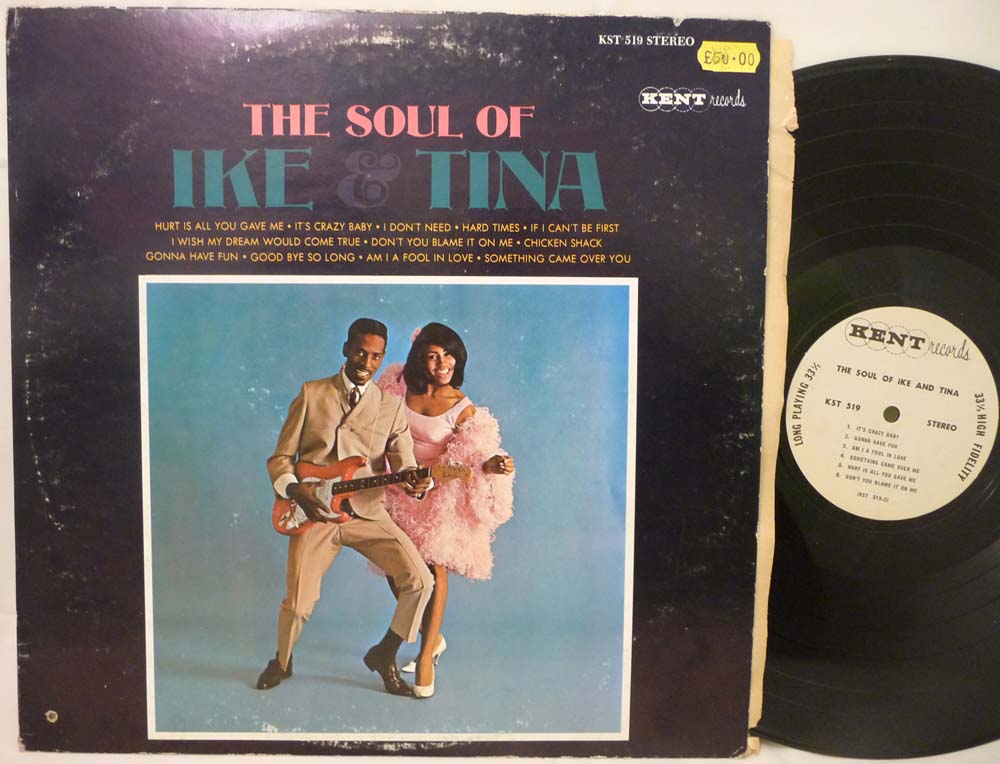 KST 519 STEREO
£50.00
KENT records
THE SOUL OF
IKE & TINA
HURT IS ALL YOU GAVE ME • IT'S CRAZY BABY • I DON'T NEED • HARD TIMES • IF I CAN'T BE FIRST
I WISH MY DREAM WOULD COME TRUE • DON'T YOU BLAME IT ON ME • CHICKEN SHACK
GONNA HAVE FUN • GOOD BYE SO LONG • AM I A FOOL IN LOVE • SOMETHING CAME OVER YOU
KENT records
THE SOUL OF IKE AND TINA
KST 519
STEREO
LONG PLAYING 33⅓
33⅓ HIGH FIDELITY
1. IT'S CRAZY BABY
2. GONNA HAVE FUN
3. AM I A FOOL IN LOVE
4. SOMETHING CAME OVER ME
5. HURT IS ALL YOU GAVE ME
6. DON'T YOU BLAME IT ON ME
(KST 519-2)